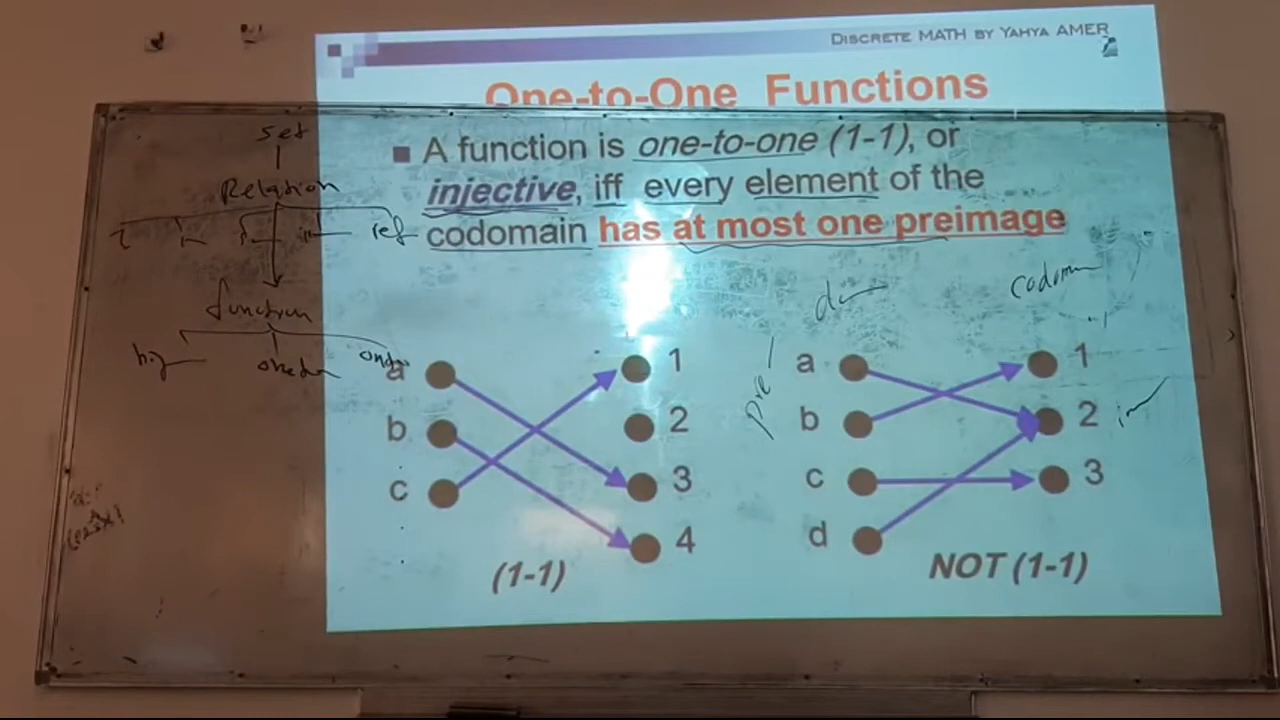 DISCRETE MATH BY YAHYA AMER
One-to-One Functions
A function is one-to-one (1-1), or
injective, iff every element of the
codomain has at most one preimage
set
Relation
ref
function
a
b
c
1
2
3
4
(1-1)
pre
a
b
c
d
1
2
3
NOT (1-1)